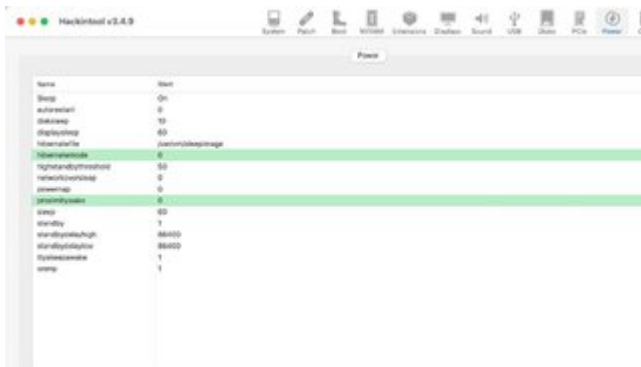 Hackintool v3.4.9
System Patch Boot NVRAM Extensions Displays Sound USB Disks PCIe Power
Power
Name Start
Sleep On
autorestart 0
disksleep 10
displaysleep 60
hibernatefile /var/vm/sleepimage
hibernatemode 0
highstandbythreshold 50
networkoversleep 0
powernap 0
proximitywake 0
sleep 60
standby 1
standbydelayhigh 86400
standbydelaylow 86400
ttyskeepawake 1
womp 1